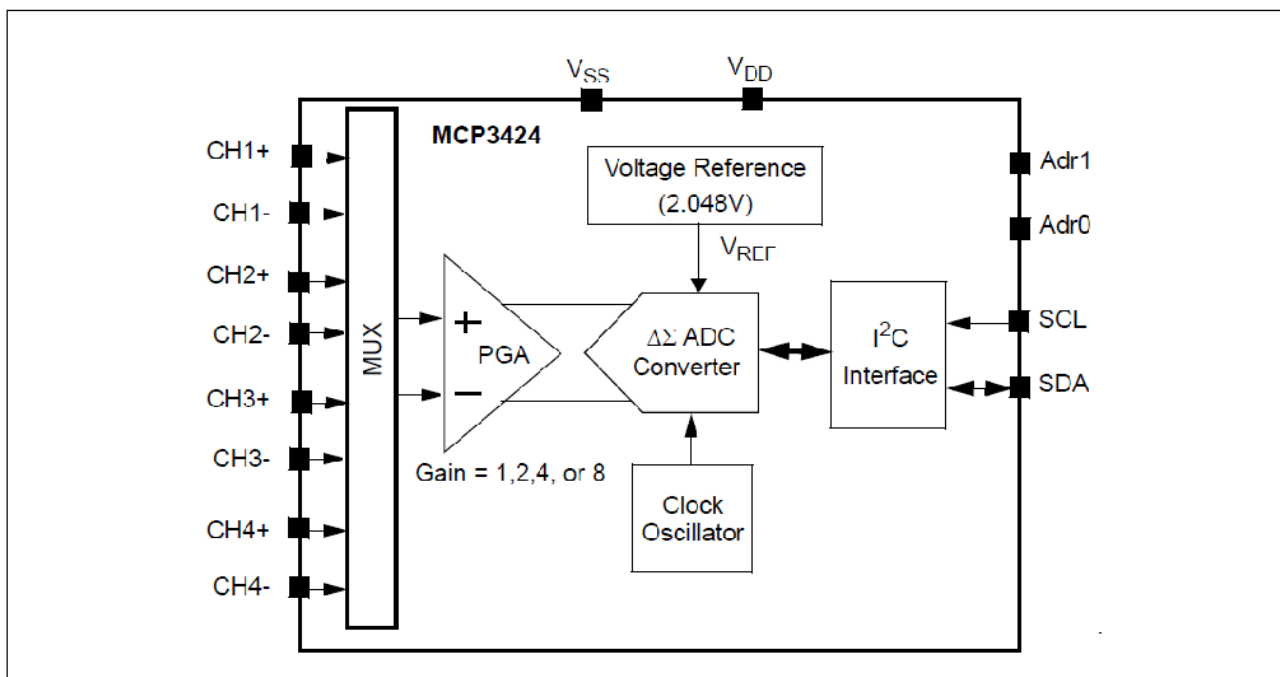 VSS
VDD
MCP3424
CH1+
CH1-
CH2+
CH2-
CH3+
CH3-
CH4+
CH4-
MUX
+
PGA
−
Gain = 1,2,4, or 8
Voltage Reference
(2.048V)
VREF
ΔΣ ADC
Converter
Clock
Oscillator
I²C
Interface
Adr1
Adr0
SCL
SDA